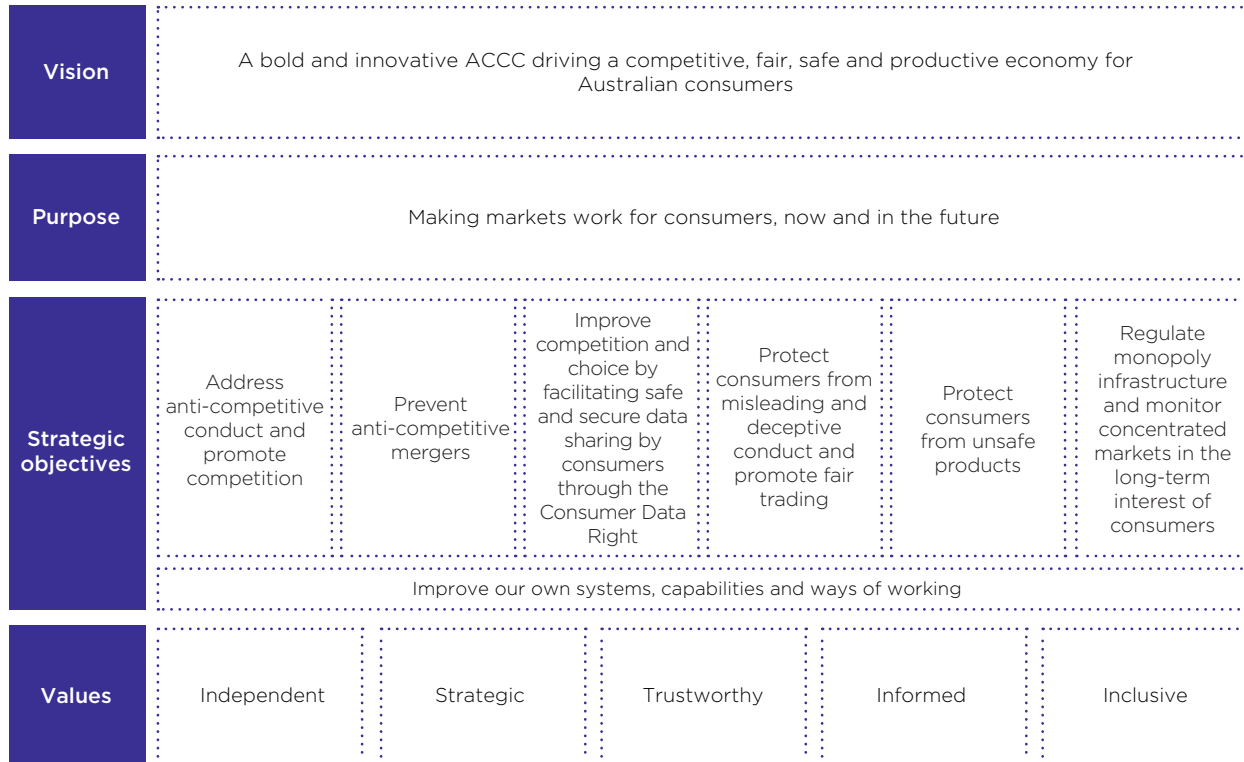 Vision
A bold and innovative ACCC driving a competitive, fair, safe and productive economy for
Australian consumers
Purpose
Making markets work for consumers, now and in the future
Strategic
objectives
Address
anti-competitive
conduct and
promote
competition
Prevent
anti-competitive
mergers
Improve
competition and
choice by
facilitating safe
and secure data
sharing by
consumers
through the
Consumer Data
Right
Protect
consumers from
misleading and
deceptive
conduct and
promote fair
trading
Protect
consumers
from unsafe
products
Regulate
monopoly
infrastructure
and monitor
concentrated
markets in the
long-term
interest of
consumers
Improve our own systems, capabilities and ways of working
Values
Independent
Strategic
Trustworthy
Informed
Inclusive